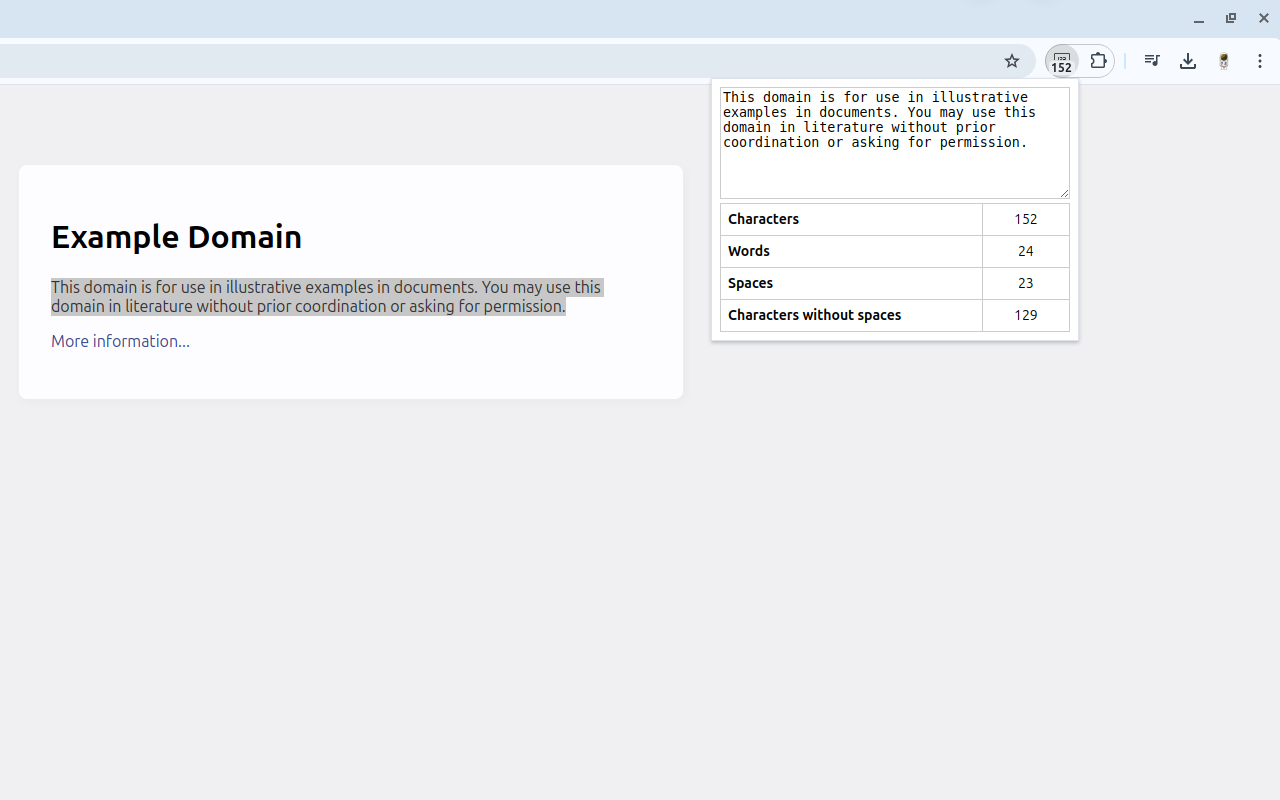 152
Example Domain
This domain is for use in illustrative examples in documents. You may use this
domain in literature without prior coordination or asking for permission.
More information...
This domain is for use in illustrative
examples in documents. You may use this
domain in literature without prior
coordination or asking for permission.
Characters 152
Words 24
Spaces 23
Characters without spaces 129